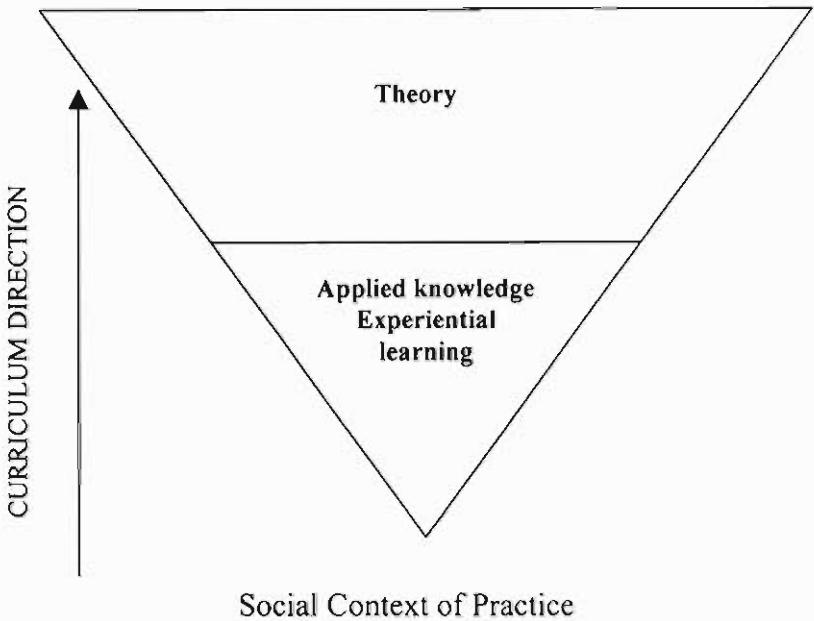 Theory
CURRICULUM DIRECTION
Applied knowledge
Experiential
learning
Social Context of Practice